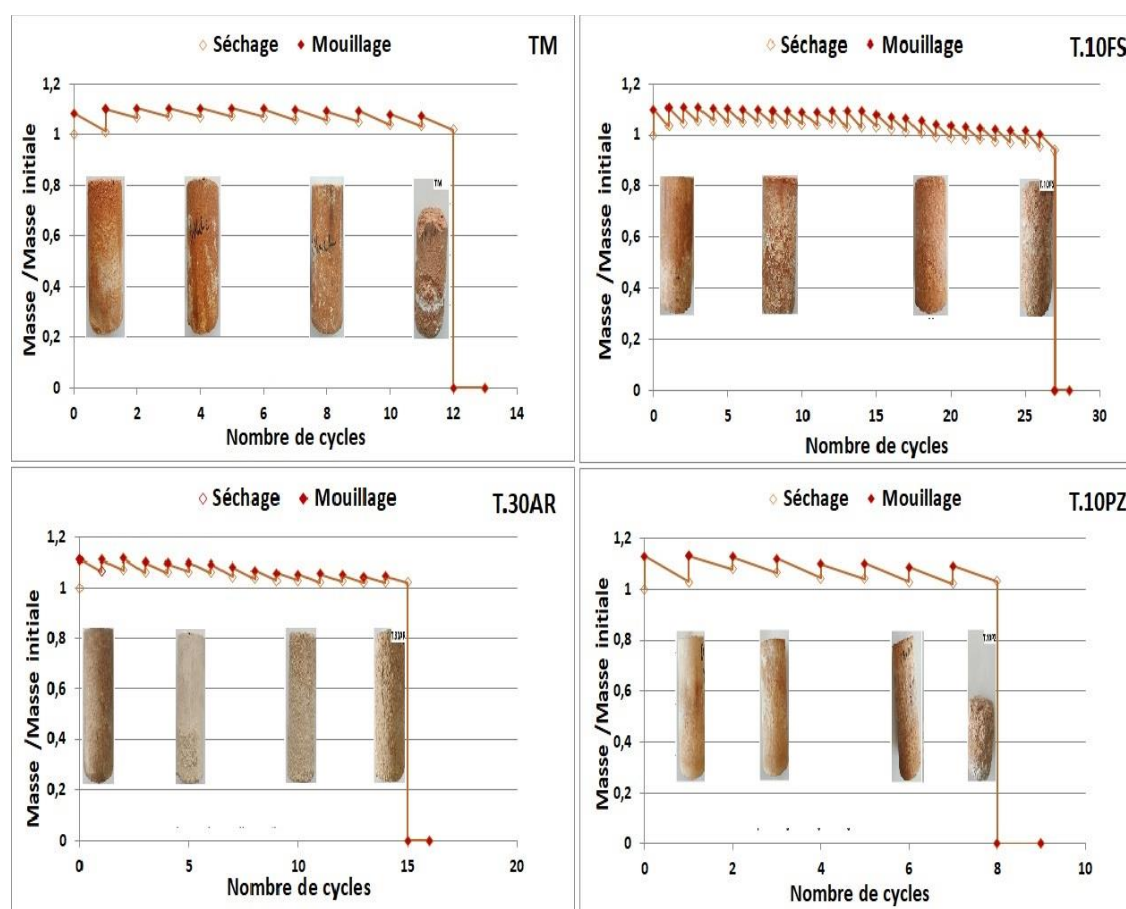 Séchage Mouillage
TM
1,2
1
0,8
0,6
0,4
0,2
0
0 2 4 6 8 10 12 14
Masse /Masse initiale
Nombre de cycles
TM
Séchage Mouillage
T.10FS
1,2
1
0,8
0,6
0,4
0,2
0
0 5 10 15 20 25 30
Masse /Masse initiale
Nombre de cycles
T.10FS
Séchage Mouillage
T.30AR
1,2
1
0,8
0,6
0,4
0,2
0
0 5 10 15 20
Masse /Masse initiale
Nombre de cycles
T.30AR
Séchage Mouillage
T.10PZ
1,2
1
0,8
0,6
0,4
0,2
0
0 2 4 6 8 10
Masse /Masse initiale
Nombre de cycles
T.10PZ